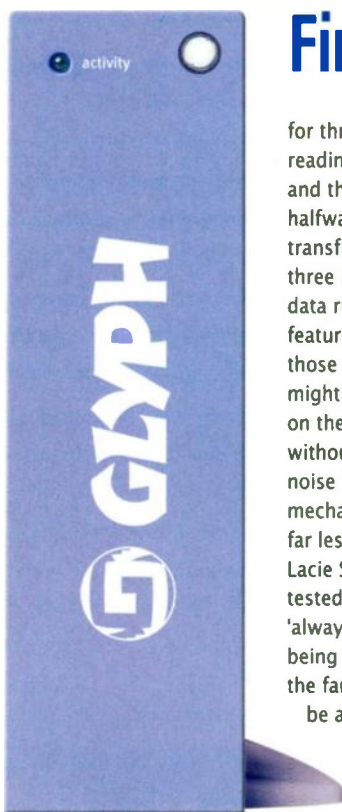 activity
GLYPH
Fir
for thr
readin
and th
halfwa
transf
three
data r
featur
those
might
on the
withou
noise
mecha
far les
Lacie S
tested
'alway
being
the fa
be a